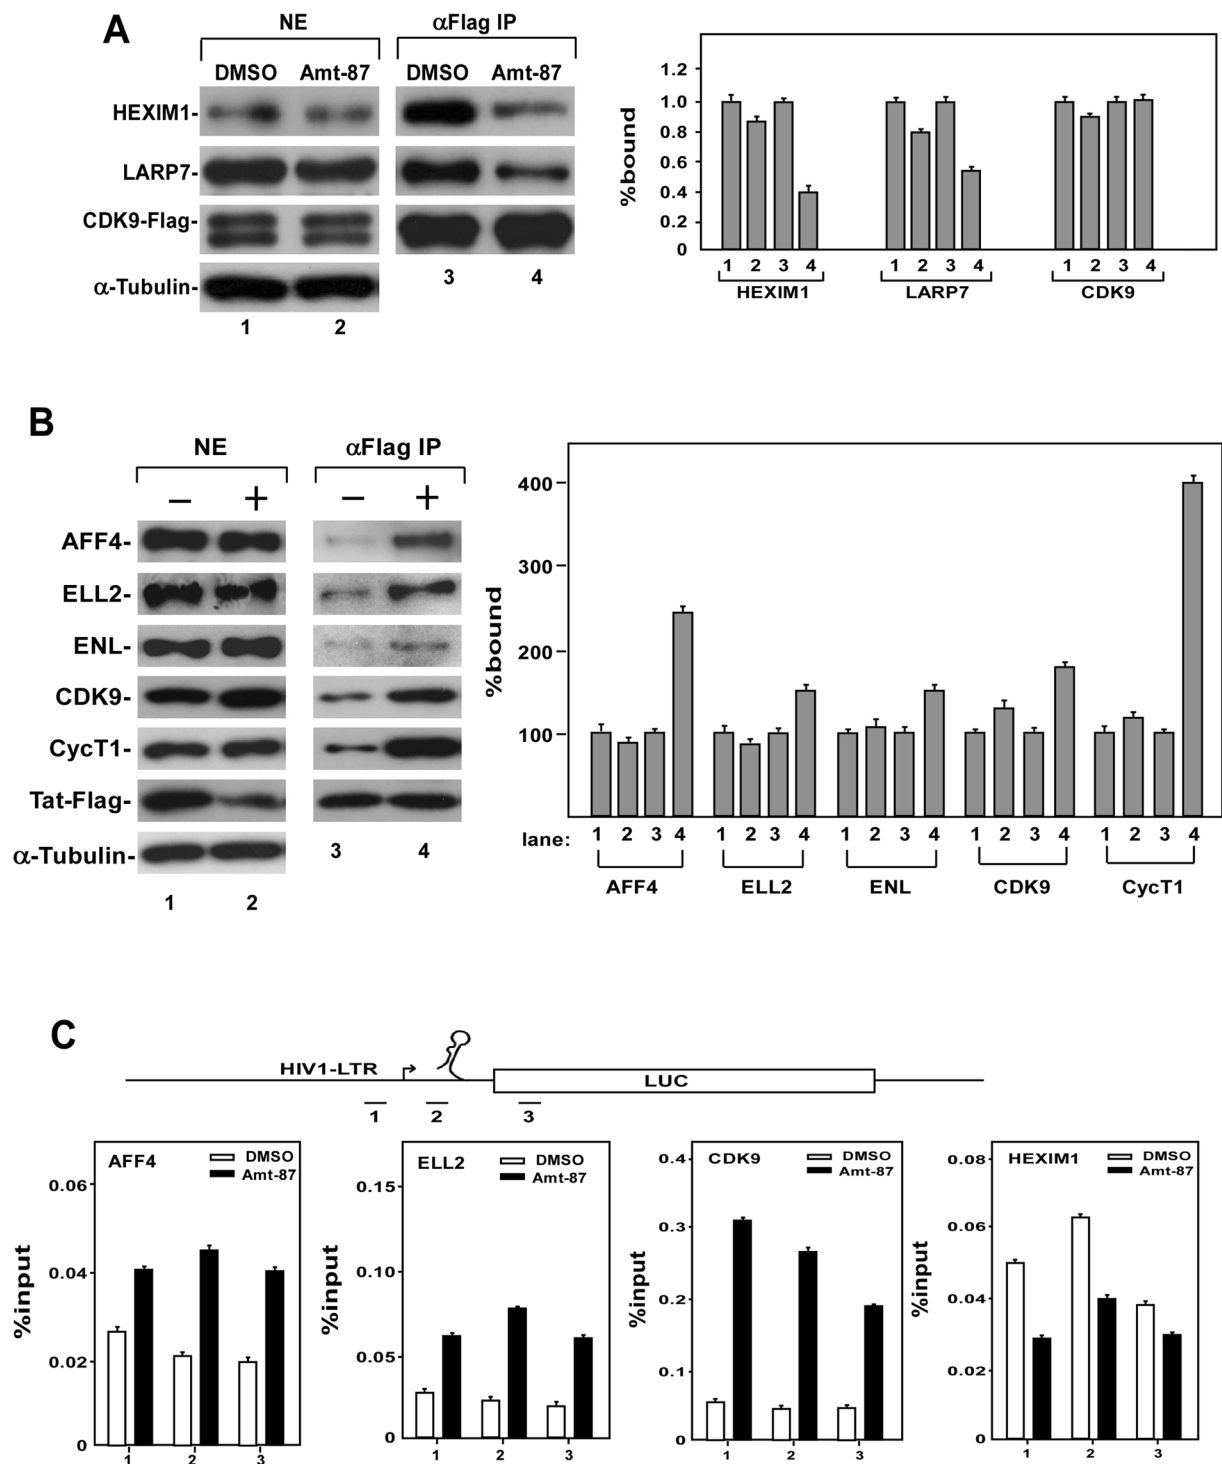 A
NE
αFlag IP
DMSO Amt-87 DMSO Amt-87
HEXIM1-
LARP7-
CDK9-Flag-
α-Tubulin-
3 4
1 2
%bound
1.2
1.0
0.8
0.6
0.4
0.2
0
1 2 3 4 1 2 3 4 1 2 3 4
HEXIM1 LARP7 CDK9
B
NE
αFlag IP
− + − +
AFF4-
ELL2-
ENL-
CDK9-
CycT1-
Tat-Flag-
α-Tubulin-
3 4
1 2
%bound
400
300
200
100
lane: 1 2 3 4 1 2 3 4 1 2 3 4 1 2 3 4 1 2 3 4
AFF4 ELL2 ENL CDK9 CycT1
C
HIV1-LTR
LUC
1 2 3
AFF4
DMSO
Amt-87
%input
0.06
0.04
0.02
0
1 2 3
ELL2
DMSO
Amt-87
%input
0.15
0.10
0.05
0
1 2 3
CDK9
DMSO
Amt-87
%input
0.4
0.3
0.2
0.1
0
1 2 3
HEXIM1
DMSO
Amt-87
%input
0.08
0.06
0.04
0.02
0
1 2 3